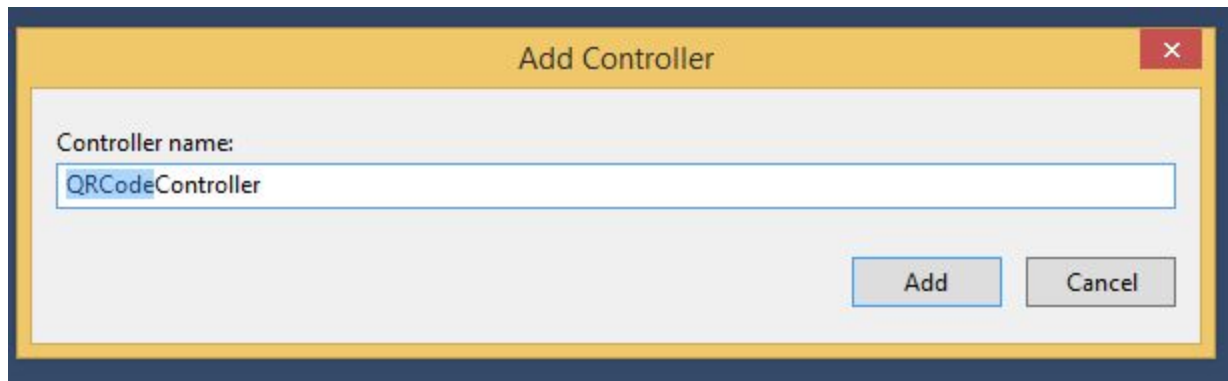 Add Controller
Controller name:
QRCodeController
Add
Cancel